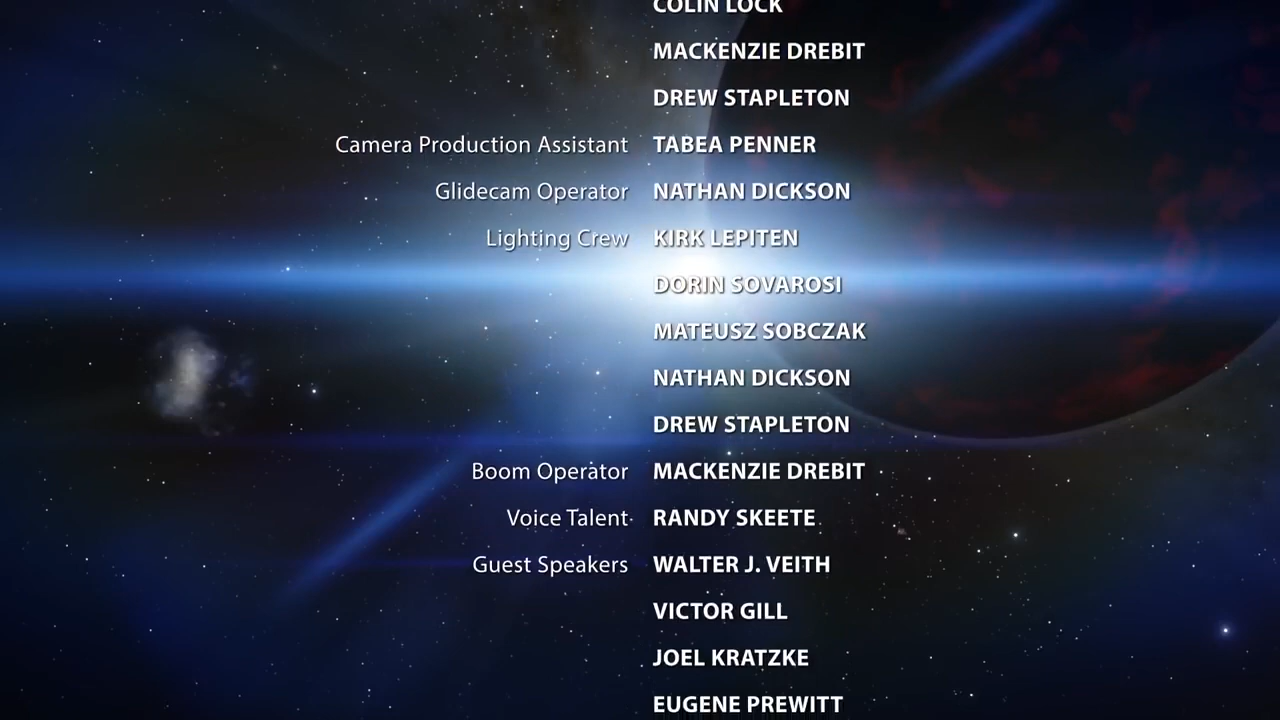 COLIN LOCK
MACKENZIE DREBIT
DREW STAPLETON
Camera Production Assistant TABEA PENNER
Glidecam Operator NATHAN DICKSON
Lighting Crew KIRK LEPITEN
DORIN SOVAROSI
MATEUSZ SOBCZAK
NATHAN DICKSON
DREW STAPLETON
Boom Operator MACKENZIE DREBIT
Voice Talent RANDY SKEETE
Guest Speakers WALTER J. VEITH
VICTOR GILL
JOEL KRATZKE
EUGENE PREWITT